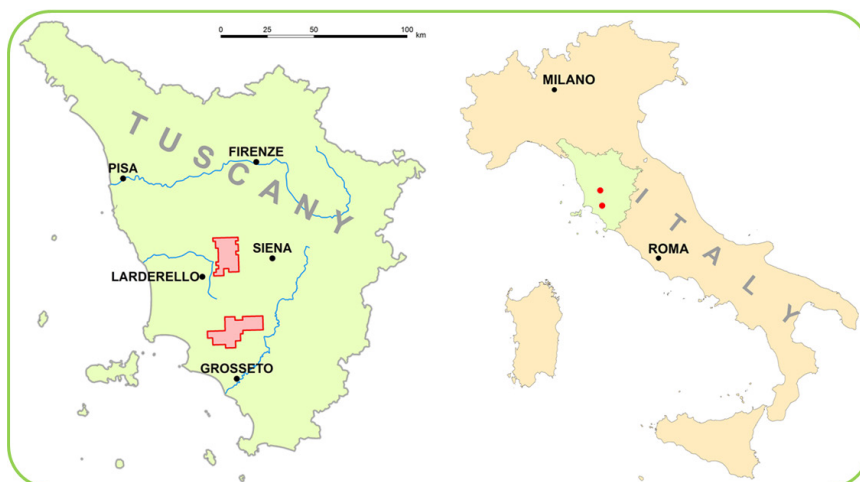 0 25 50 100
km
TUSCANY
FIRENZE
PISA
SIENA
LARDERELLO
GROSSETO
MILANO
ITALY
ROMA